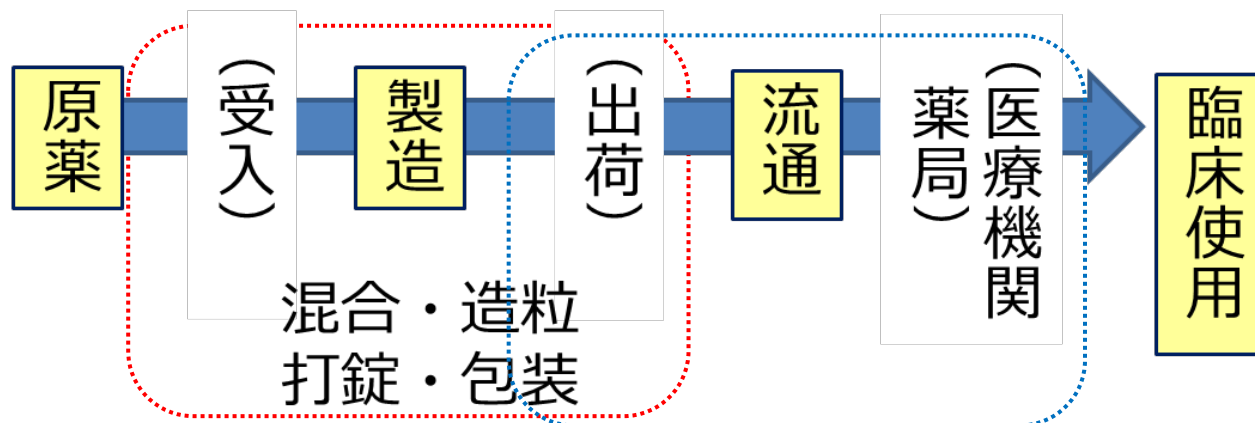 原薬
(受入)
製造
(出荷)
流通
(医療機関
薬局)
臨床使用
混合・造粒
打錠・包装